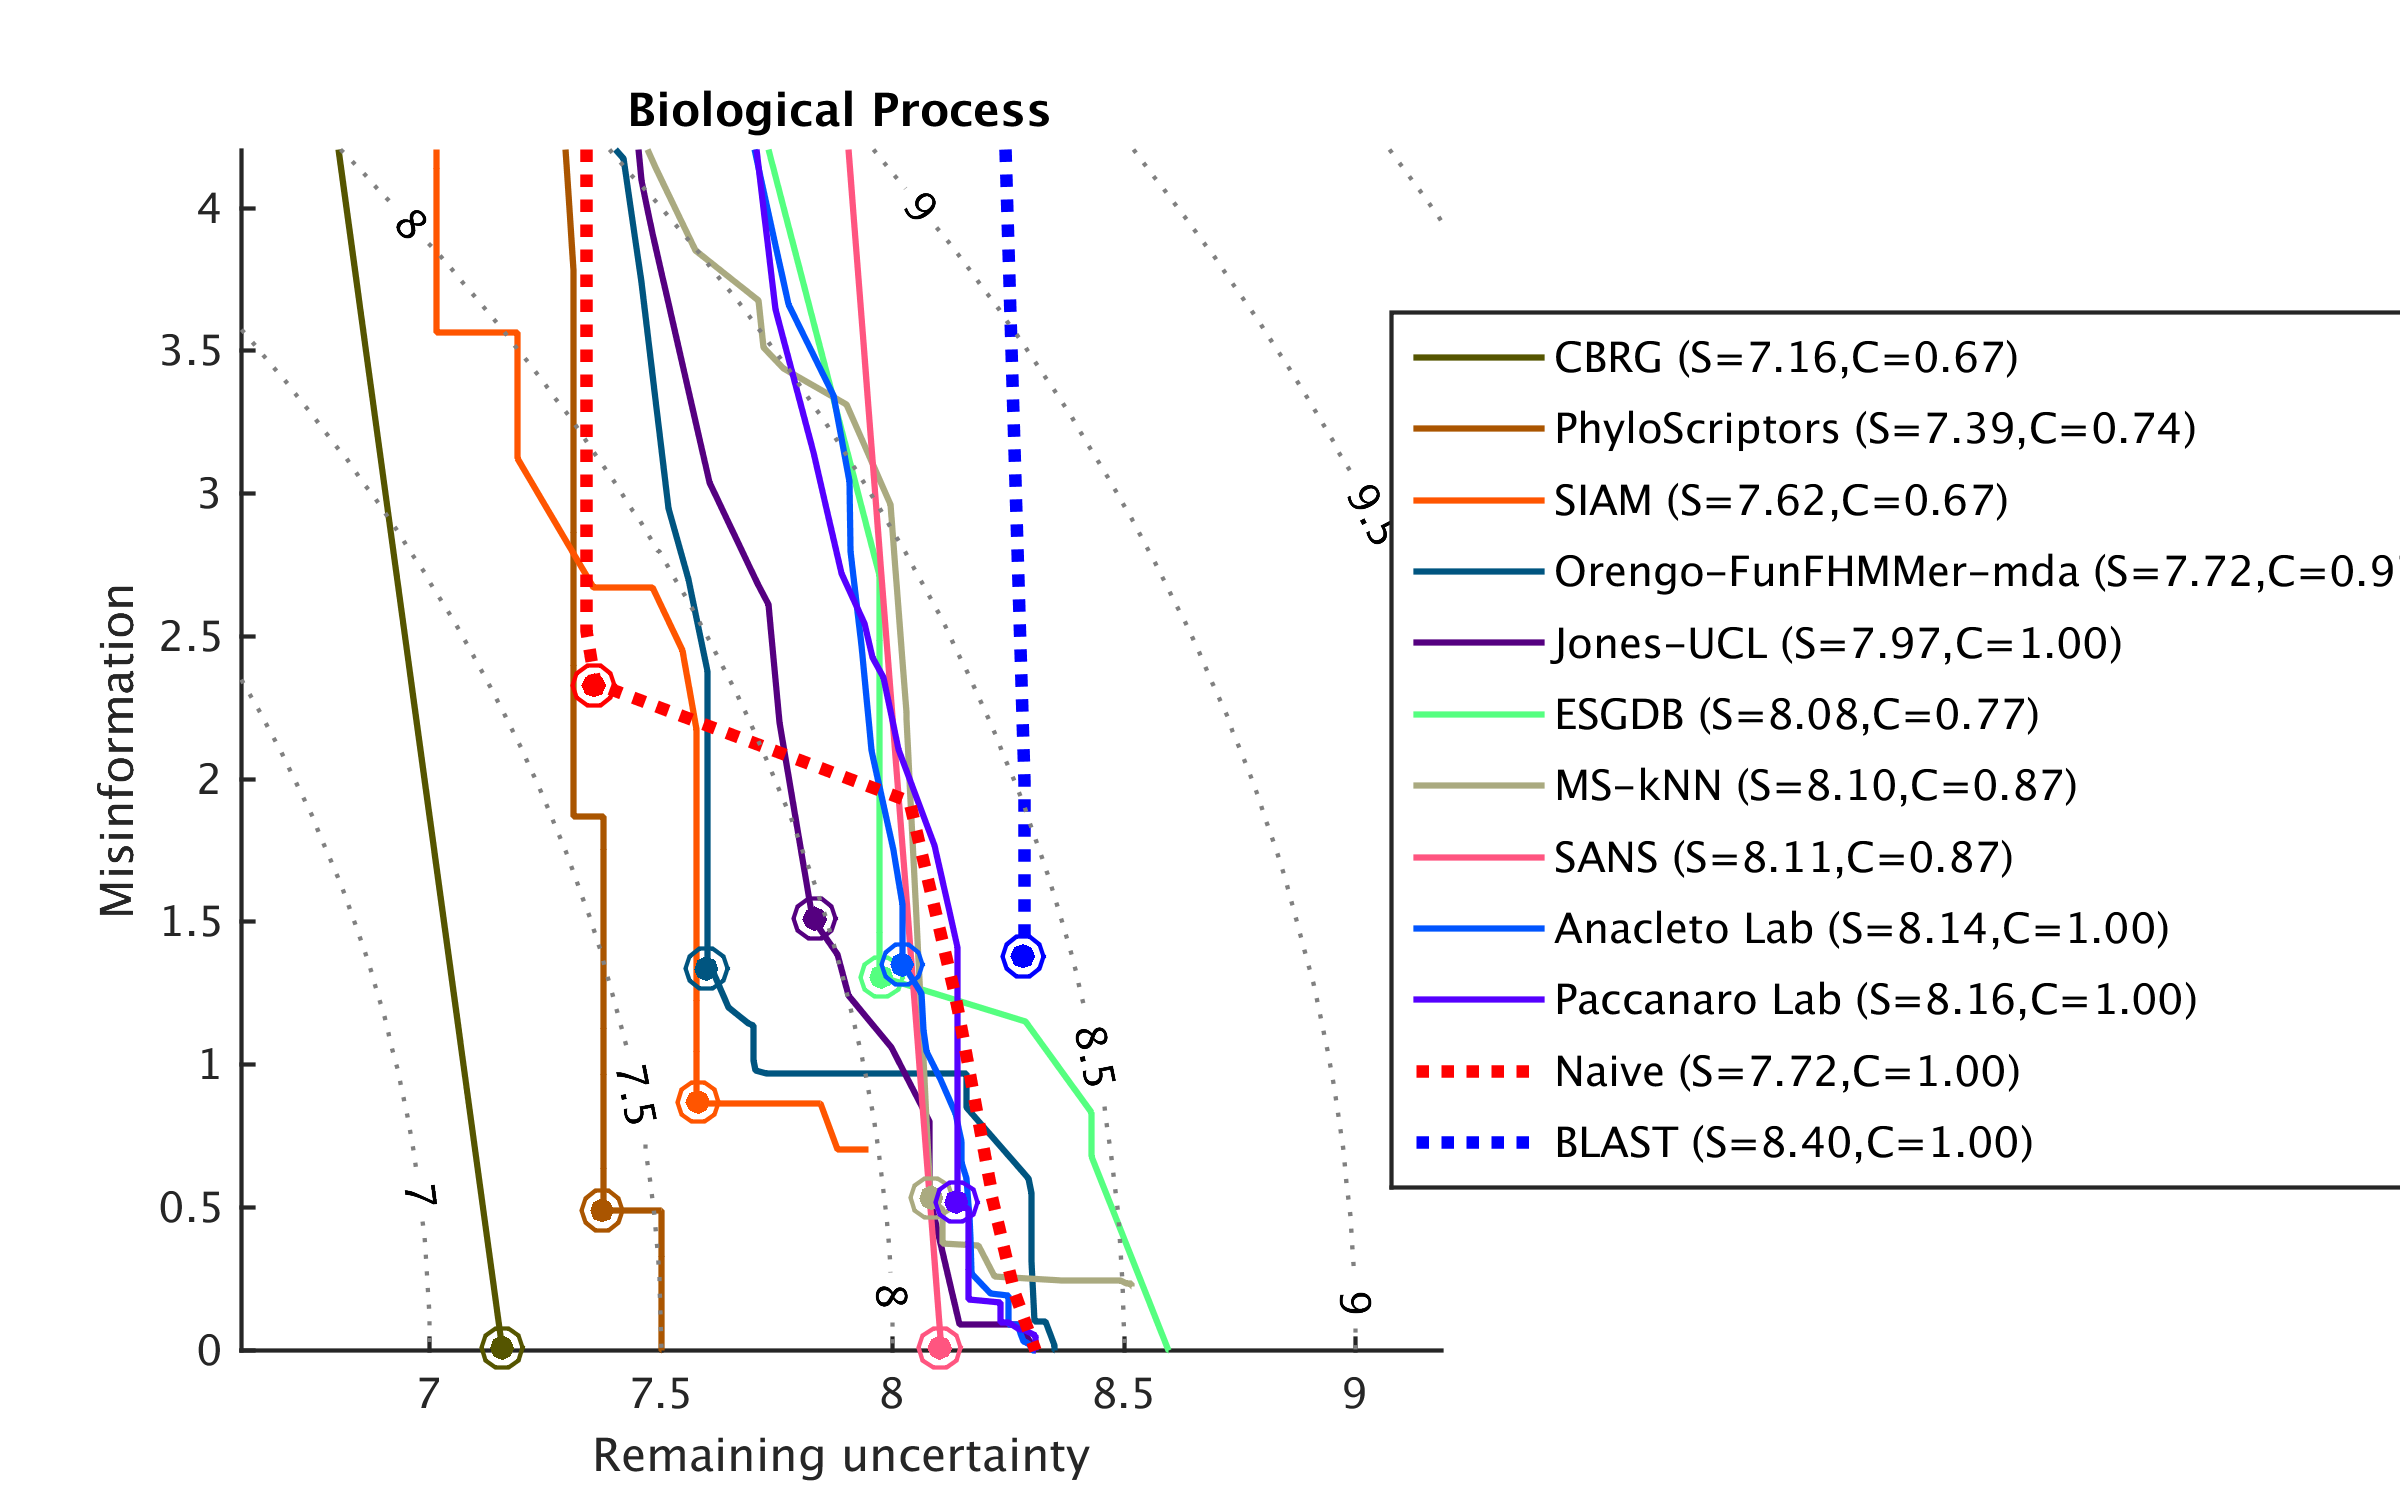 Biological Process
Misinformation
4
3.5
3
2.5
2
1.5
1
0.5
0
7
7.5
8
8.5
9
Remaining uncertainty
8
9
9.5
8.5
7.5
7
8
9
CBRG (S=7.16,C=0.67)
PhyloScriptors (S=7.39,C=0.74)
SIAM (S=7.62,C=0.67)
Orengo-FunFHMMer-mda (S=7.72,C=0.9
Jones-UCL (S=7.97,C=1.00)
ESGDB (S=8.08,C=0.77)
MS-kNN (S=8.10,C=0.87)
SANS (S=8.11,C=0.87)
Anacleto Lab (S=8.14,C=1.00)
Paccanaro Lab (S=8.16,C=1.00)
Naive (S=7.72,C=1.00)
BLAST (S=8.40,C=1.00)